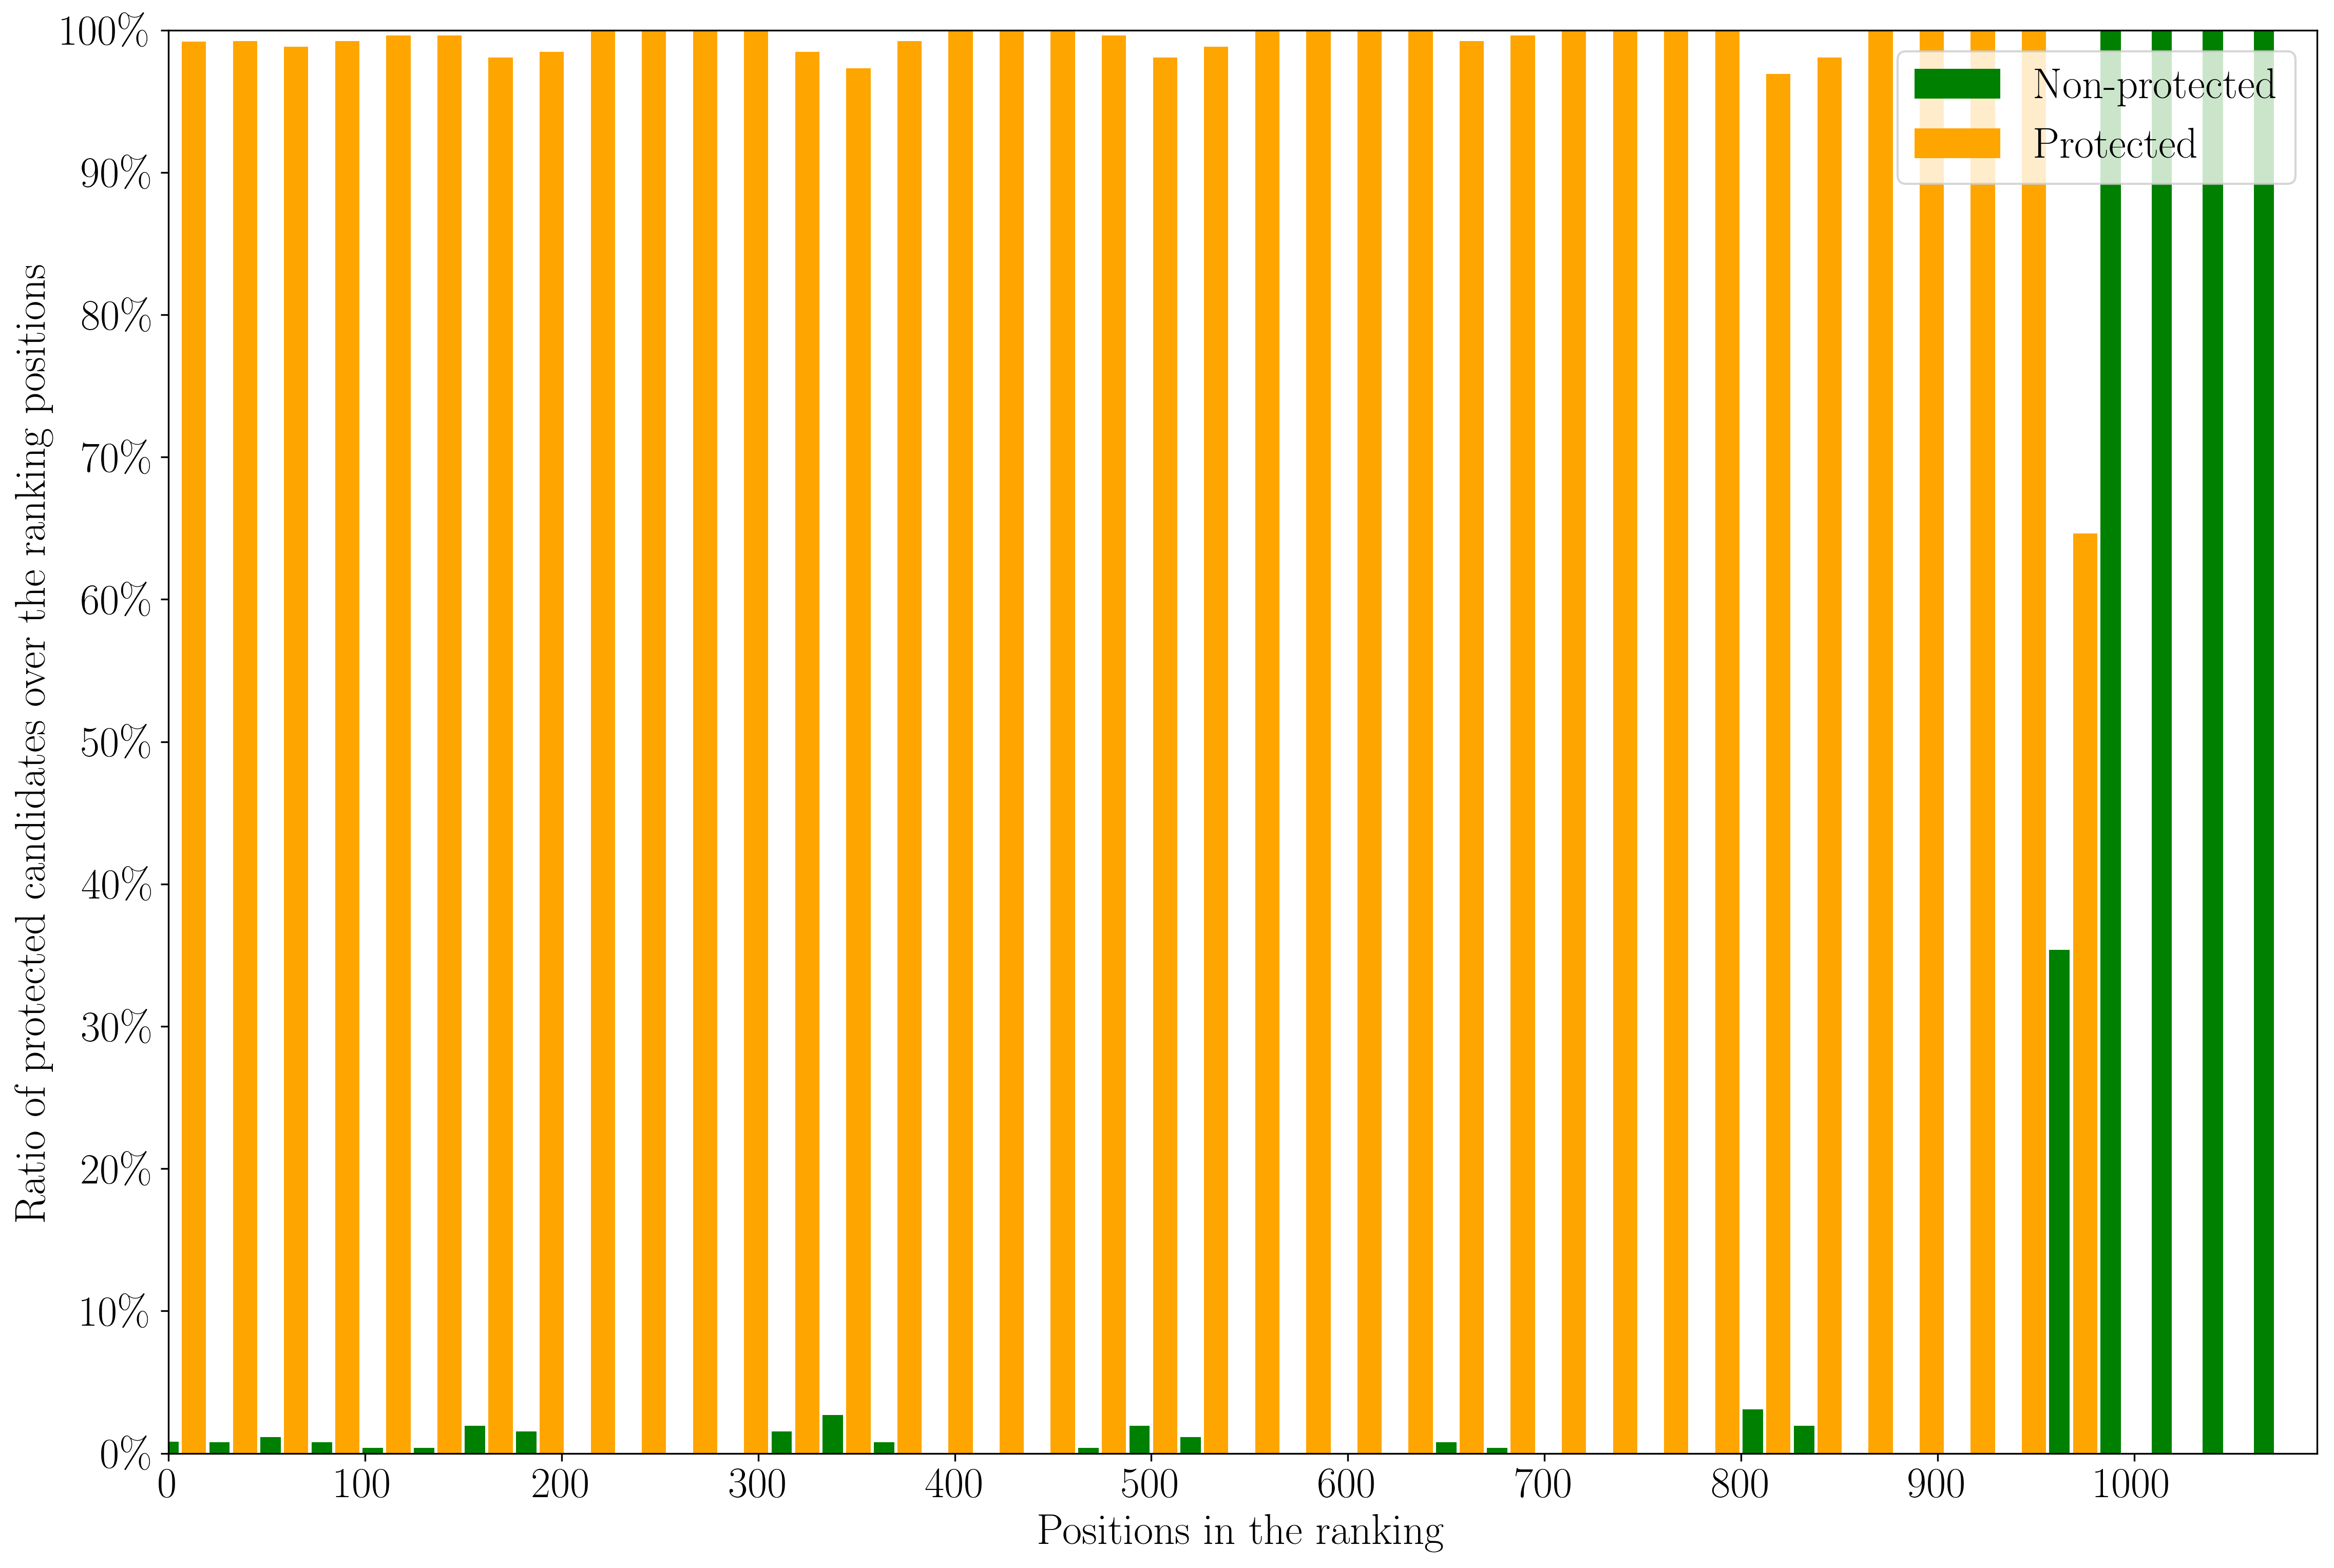 100%
90%
80%
70%
60%
50%
40%
30%
20%
10%
0%
Ratio of protected candidates over the ranking positions
Non-protected
Protected
0 100 200 300 400 500 600 700 800 900 1000
Positions in the ranking